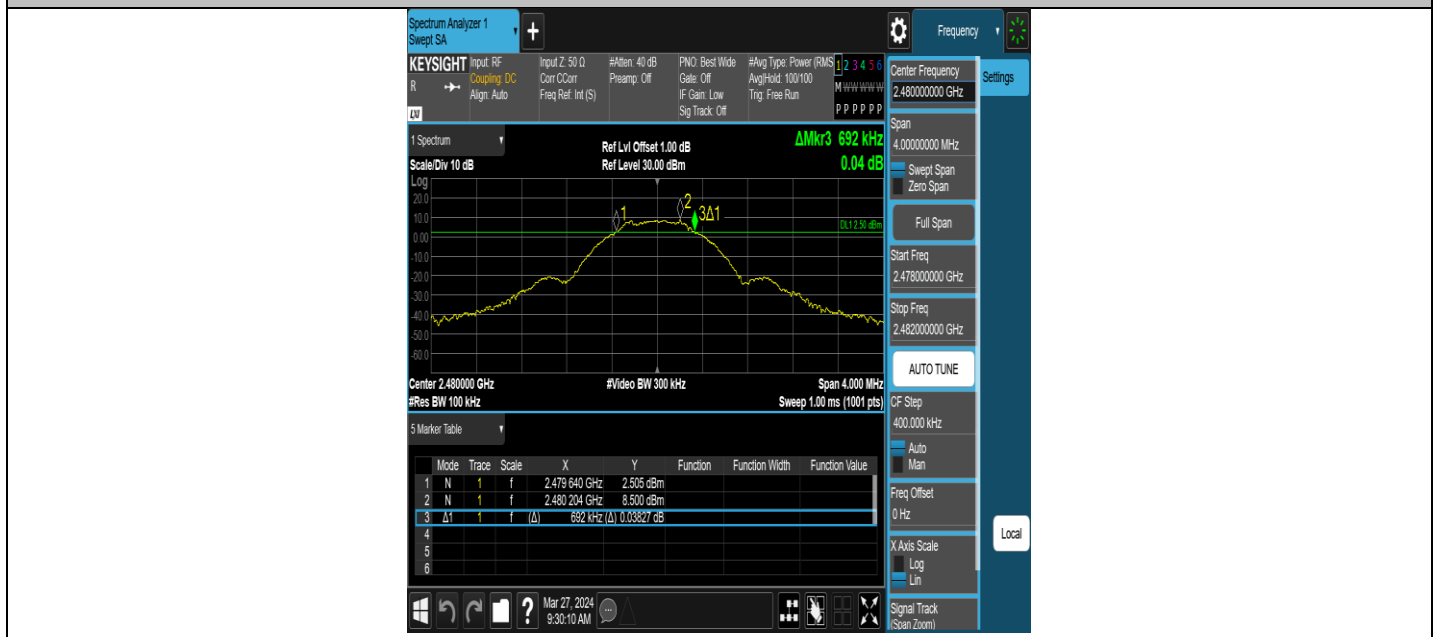 Spectrum Analyzer 1
Swept SA
+
Frequency
KEYSIGHT
R
LXI
Input: RF
Coupling: DC
Align: Auto
Input Z: 50 Ω
Corr CCorr
Freq Ref: Int (S)
#Atten: 40 dB
Preamp: Off
PNO: Best Wide
Gate: Off
IF Gain: Low
Sig Track: Off
#Avg Type: Power (RMS
Avg|Hold: 100/100
Trig: Free Run
1 2 3 4 5 6
M W W W W W
P P P P P P
1 Spectrum
Scale/Div 10 dB
Log
Ref Lvl Offset 1.00 dB
Ref Level 30.00 dBm
ΔMkr3 692 kHz
0.04 dB
20.0
10.0
0.00
-10.0
-20.0
-30.0
-40.0
-50.0
-60.0
1
2
3Δ1
DL1 2.50 dBm
Center 2.480000 GHz
#Video BW 300 kHz
Span 4.000 MHz
#Res BW 100 kHz
Sweep 1.00 ms (1001 pts)
5 Marker Table
Mode Trace Scale X Y Function Function Width Function Value
1 N 1 f 2.479 640 GHz 2.505 dBm
2 N 1 f 2.480 204 GHz 8.500 dBm
3 Δ1 1 f (Δ) 692 kHz (Δ) 0.03827 dB
4
5
6
?
Mar 27, 2024
9:30:10 AM
Center Frequency
2.480000000 GHz
Settings
Span
4.00000000 MHz
Swept Span
Zero Span
Full Span
Start Freq
2.478000000 GHz
Stop Freq
2.482000000 GHz
AUTO TUNE
CF Step
400.000 kHz
Auto
Man
Freq Offset
0 Hz
Local
X Axis Scale
Log
Lin
Signal Track
(Span Zoom)